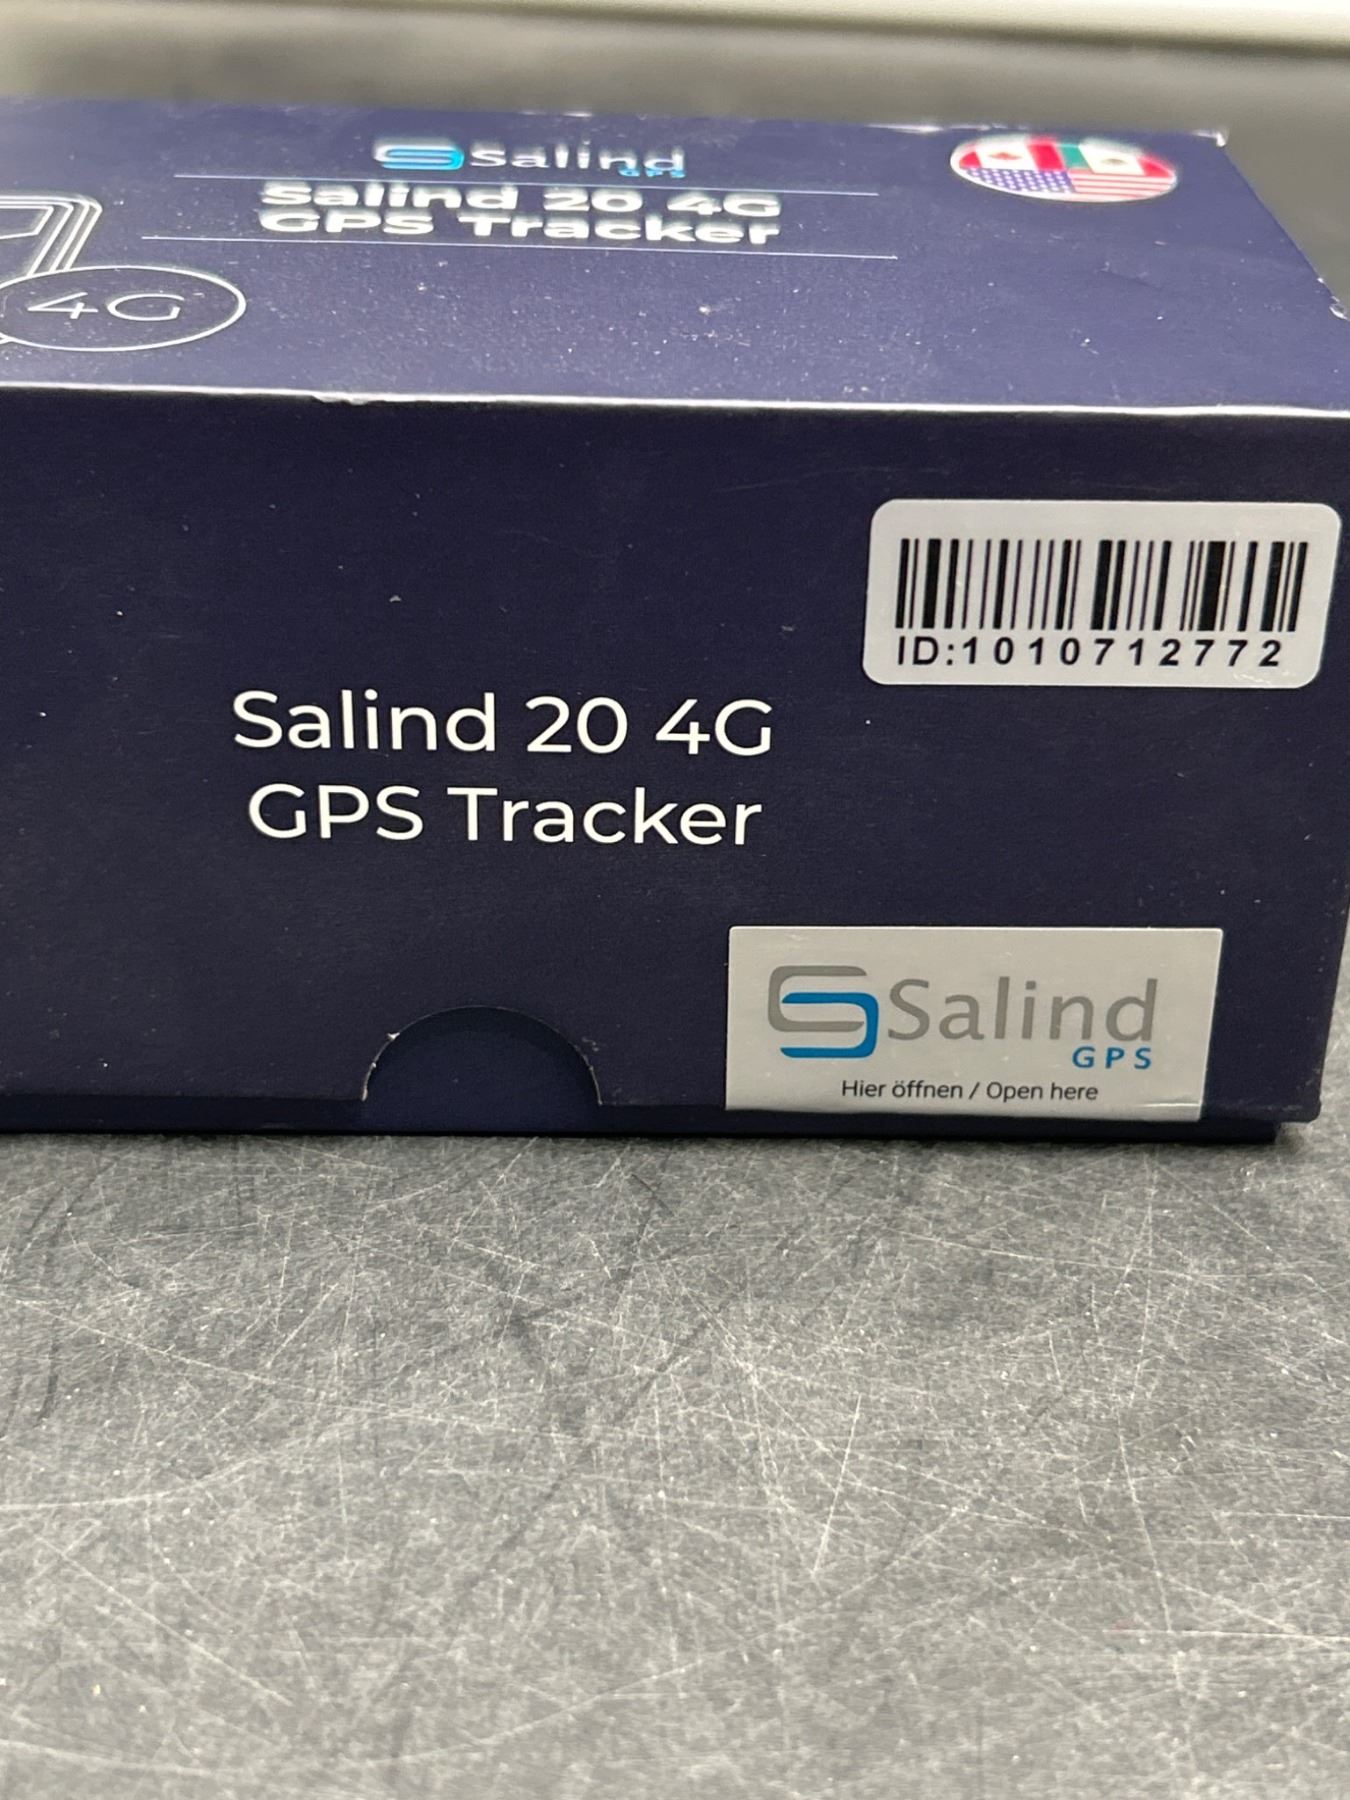 Salind
GPS
Salind 20 4G
GPS Tracker
4G
ID:1010712772
Salind 20 4G
GPS Tracker
Salind
GPS
Hier öffnen / Open here